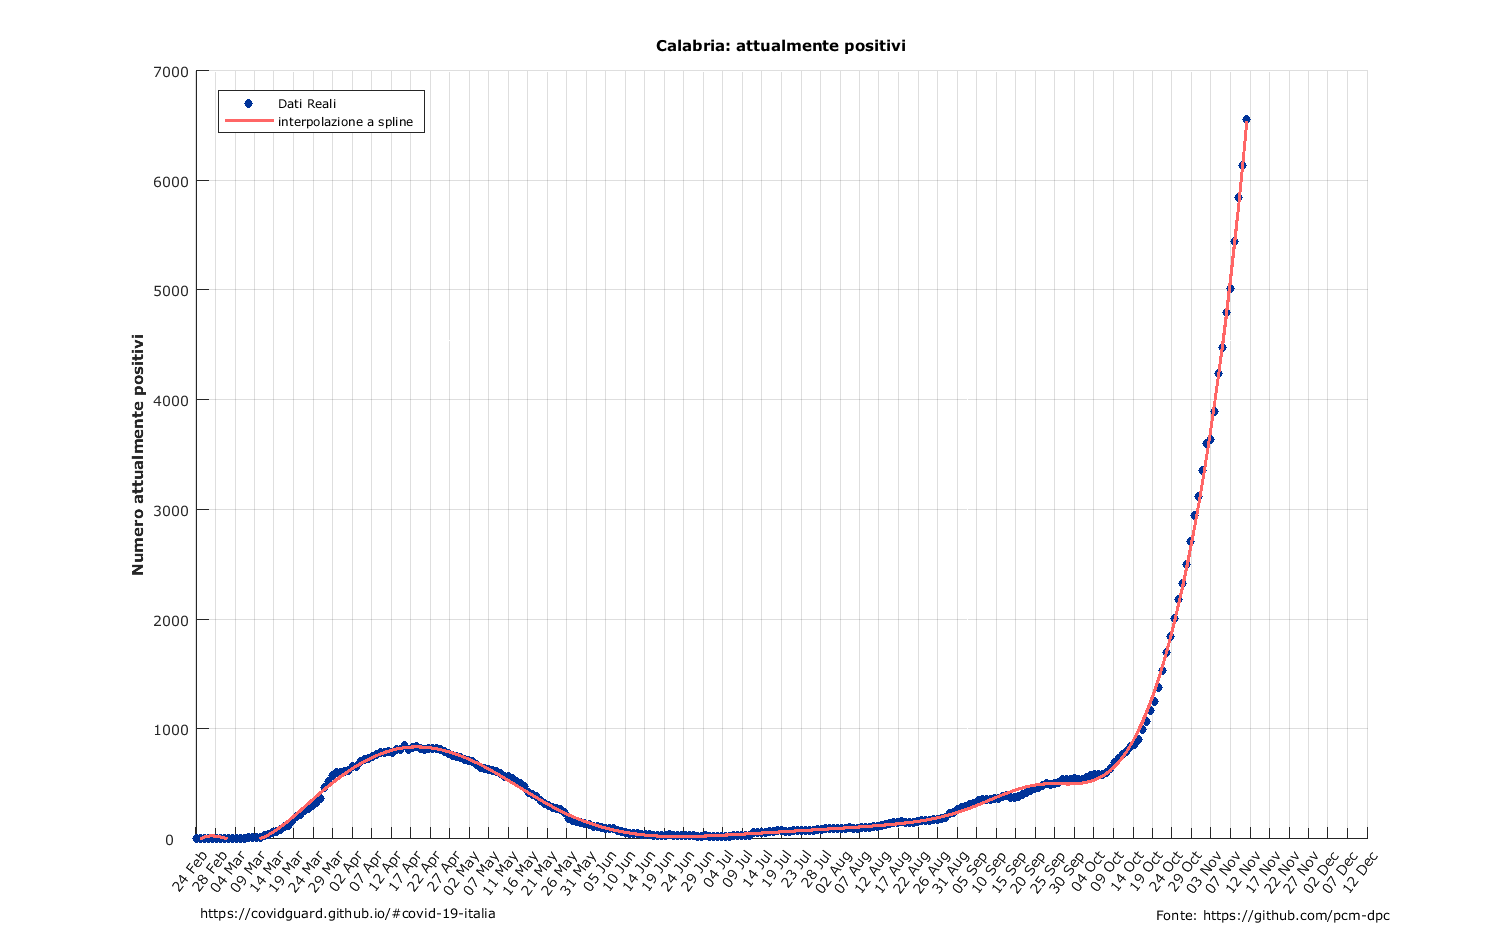 Calabria: attualmente positivi
7000
6000
5000
4000
3000
2000
1000
0
Numero attualmente positivi
Dati Reali
interpolazione a spline
24 Feb
28 Feb
04 Mar
09 Mar
14 Mar
19 Mar
24 Mar
29 Mar
02 Apr
07 Apr
12 Apr
17 Apr
22 Apr
27 Apr
02 May
07 May
11 May
16 May
21 May
26 May
31 May
05 Jun
10 Jun
14 Jun
19 Jun
24 Jun
29 Jun
04 Jul
09 Jul
14 Jul
19 Jul
23 Jul
28 Jul
02 Aug
07 Aug
12 Aug
17 Aug
22 Aug
26 Aug
31 Aug
05 Sep
10 Sep
15 Sep
20 Sep
25 Sep
30 Sep
04 Oct
09 Oct
14 Oct
19 Oct
24 Oct
29 Oct
03 Nov
07 Nov
12 Nov
17 Nov
22 Nov
27 Nov
02 Dec
07 Dec
12 Dec
https://covidguard.github.io/#covid-19-italia
Fonte: https://github.com/pcm-dpc